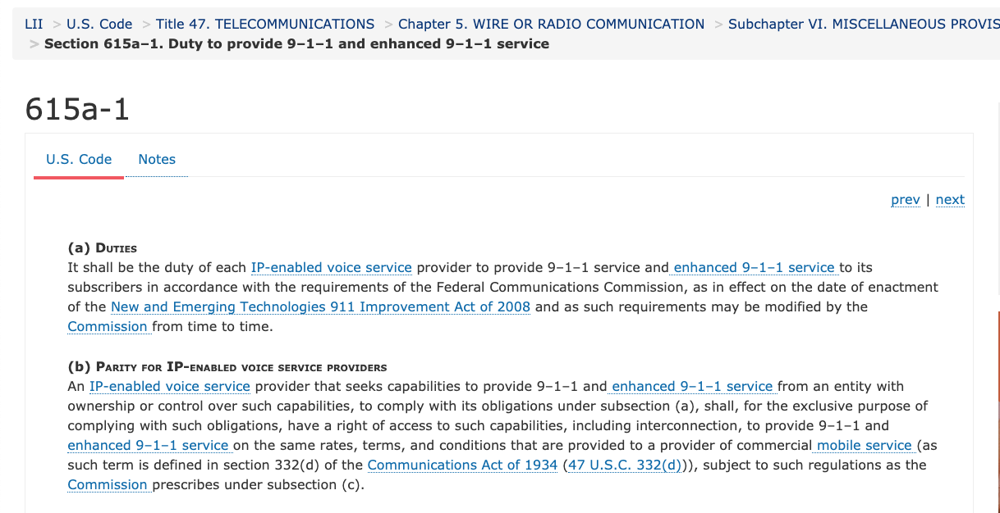 LII > U.S. Code > Title 47. TELECOMMUNICATIONS > Chapter 5. WIRE OR RADIO COMMUNICATION > Subchapter VI. MISCELLANEOUS PROVIS
> Section 615a–1. Duty to provide 9–1–1 and enhanced 9–1–1 service
615a-1
U.S. Code Notes
prev | next
(a) Duties
It shall be the duty of each IP-enabled voice service provider to provide 9–1–1 service and enhanced 9–1–1 service to its
subscribers in accordance with the requirements of the Federal Communications Commission, as in effect on the date of enactment
of the New and Emerging Technologies 911 Improvement Act of 2008 and as such requirements may be modified by the
Commission from time to time.
(b) Parity for IP-enabled voice service providers
An IP-enabled voice service provider that seeks capabilities to provide 9–1–1 and enhanced 9–1–1 service from an entity with
ownership or control over such capabilities, to comply with its obligations under subsection (a), shall, for the exclusive purpose of
complying with such obligations, have a right of access to such capabilities, including interconnection, to provide 9–1–1 and
enhanced 9–1–1 service on the same rates, terms, and conditions that are provided to a provider of commercial mobile service (as
such term is defined in section 332(d) of the Communications Act of 1934 (47 U.S.C. 332(d))), subject to such regulations as the
Commission prescribes under subsection (c).